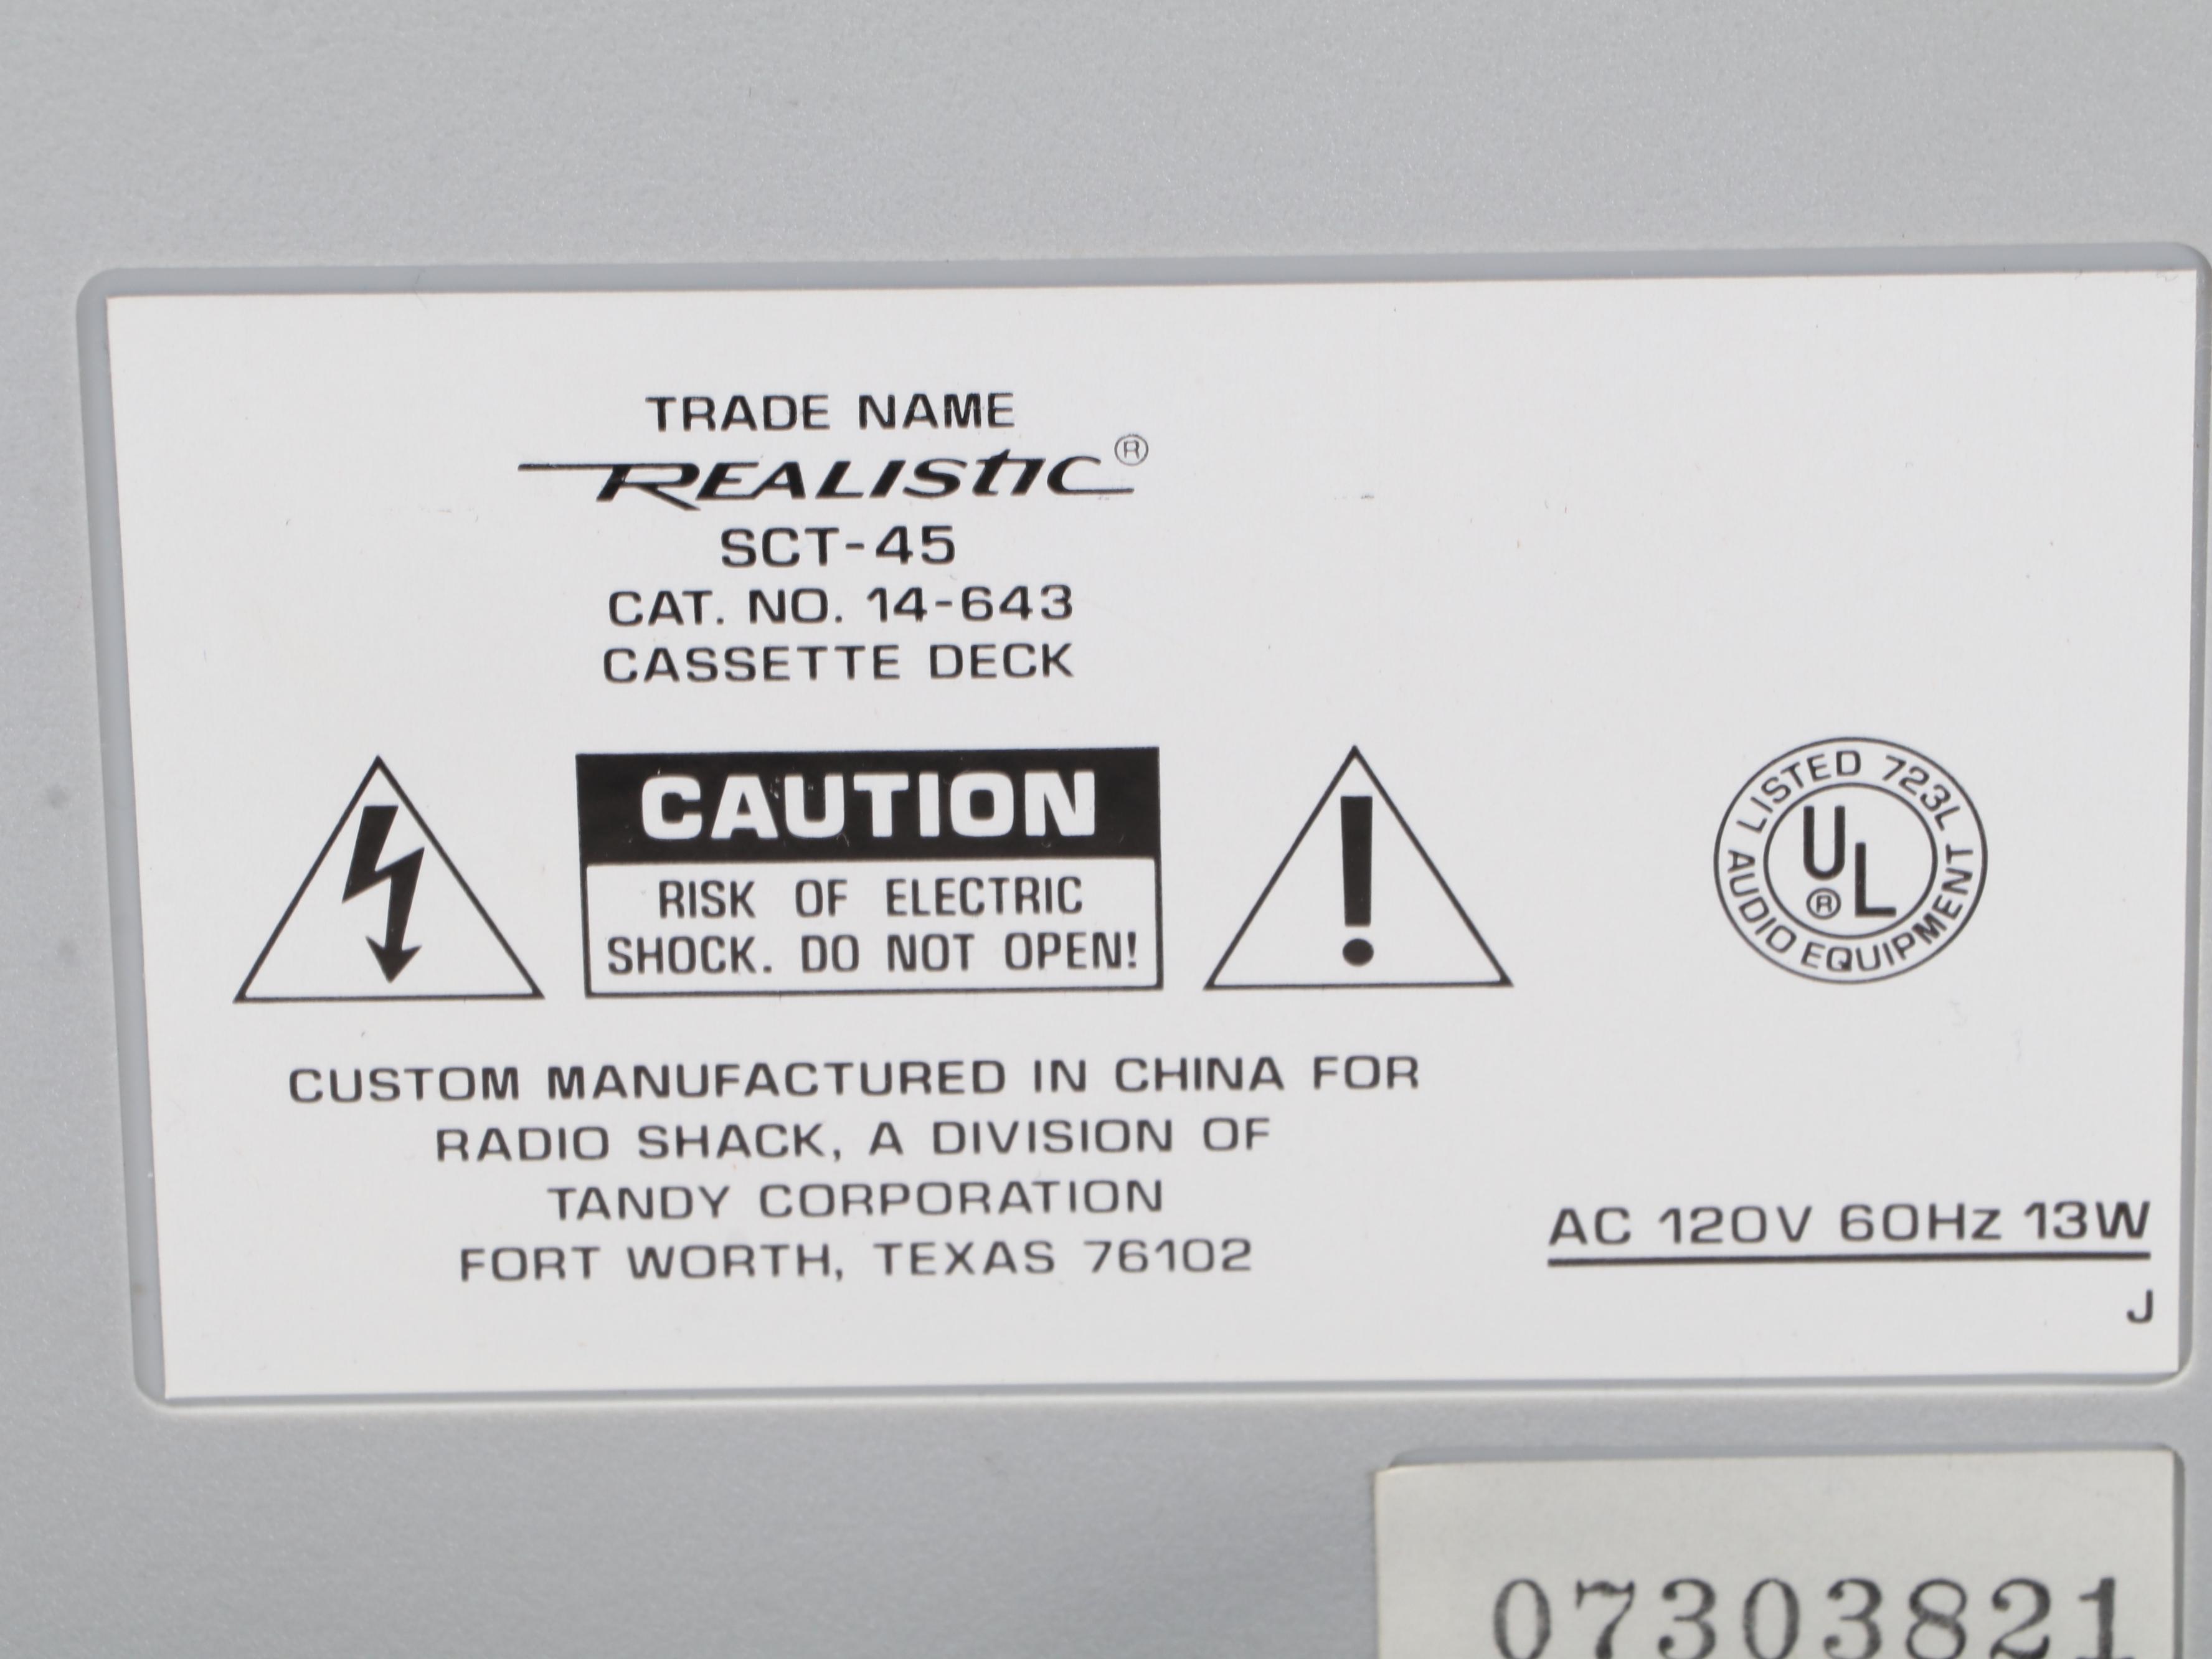 TRADE NAME
REALISTIC®
SCT-45
CAT. NO. 14-643
CASSETTE DECK
CAUTION
RISK OF ELECTRIC
SHOCK. DO NOT OPEN!
LISTED 723L
UL®
AUDIO EQUIPMENT
CUSTOM MANUFACTURED IN CHINA FOR
RADIO SHACK, A DIVISION OF
TANDY CORPORATION
FORT WORTH, TEXAS 76102
AC 120V 60Hz 13W
J
07303821